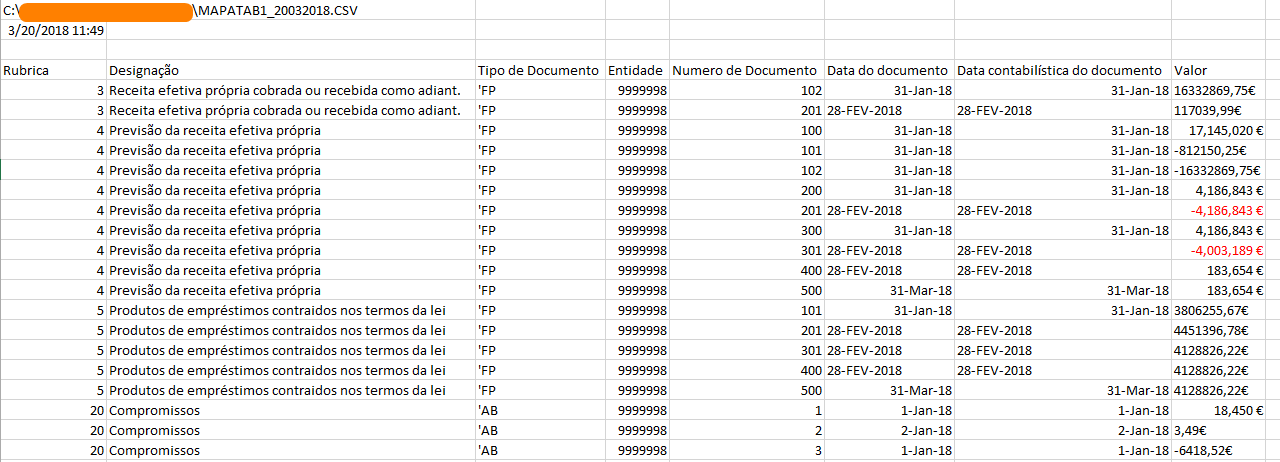 C:\ \MAPATAB1_20032018.CSV
3/20/2018 11:49
Rubrica Designação Tipo de Documento Entidade Numero de Documento Data do documento Data contabilística do documento Valor
3 Receita efetiva própria cobrada ou recebida como adiant. 'FP 9999998 102 31-Jan-18 31-Jan-18 16332869,75€
3 Receita efetiva própria cobrada ou recebida como adiant. 'FP 9999998 201 28-FEV-2018 28-FEV-2018 117039,99€
4 Previsão da receita efetiva própria 'FP 9999998 100 31-Jan-18 31-Jan-18 17,145,020 €
4 Previsão da receita efetiva própria 'FP 9999998 101 31-Jan-18 31-Jan-18 -812150,25€
4 Previsão da receita efetiva própria 'FP 9999998 102 31-Jan-18 31-Jan-18 -16332869,75€
4 Previsão da receita efetiva própria 'FP 9999998 200 31-Jan-18 31-Jan-18 4,186,843 €
4 Previsão da receita efetiva própria 'FP 9999998 201 28-FEV-2018 28-FEV-2018 -4,186,843 €
4 Previsão da receita efetiva própria 'FP 9999998 300 31-Jan-18 31-Jan-18 4,186,843 €
4 Previsão da receita efetiva própria 'FP 9999998 301 28-FEV-2018 28-FEV-2018 -4,003,189 €
4 Previsão da receita efetiva própria 'FP 9999998 400 28-FEV-2018 28-FEV-2018 183,654 €
4 Previsão da receita efetiva própria 'FP 9999998 500 31-Mar-18 31-Mar-18 183,654 €
5 Produtos de empréstimos contraidos nos termos da lei 'FP 9999998 101 31-Jan-18 31-Jan-18 3806255,67€
5 Produtos de empréstimos contraidos nos termos da lei 'FP 9999998 201 28-FEV-2018 28-FEV-2018 4451396,78€
5 Produtos de empréstimos contraidos nos termos da lei 'FP 9999998 301 28-FEV-2018 28-FEV-2018 4128826,22€
5 Produtos de empréstimos contraidos nos termos da lei 'FP 9999998 400 28-FEV-2018 28-FEV-2018 4128826,22€
5 Produtos de empréstimos contraidos nos termos da lei 'FP 9999998 500 31-Mar-18 31-Mar-18 4128826,22€
20 Compromissos 'AB 9999998 1 1-Jan-18 1-Jan-18 18,450 €
20 Compromissos 'AB 9999998 2 2-Jan-18 2-Jan-18 3,49€
20 Compromissos 'AB 9999998 3 1-Jan-18 1-Jan-18 -6418,52€